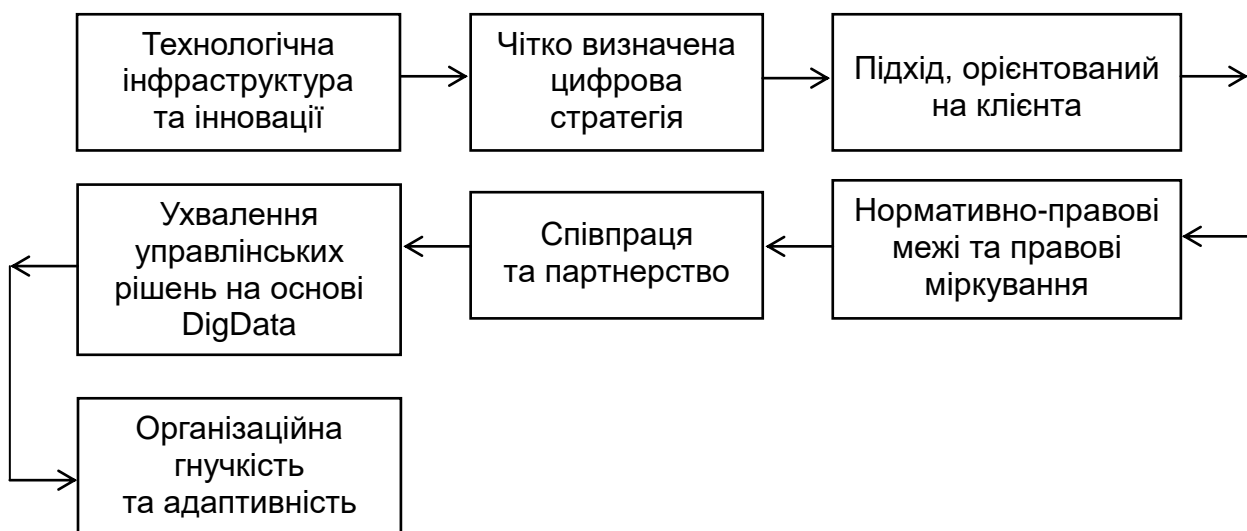 Технологічна
інфраструктура
та інновації
Чітко визначена
цифрова
стратегія
Підхід, орієнтований
на клієнта
Нормативно-правові
межі та правові
міркування
Співпраця
та партнерство
Ухвалення
управлінських
рішень на основі
DigData
Організаційна
гнучкість
та адаптивність